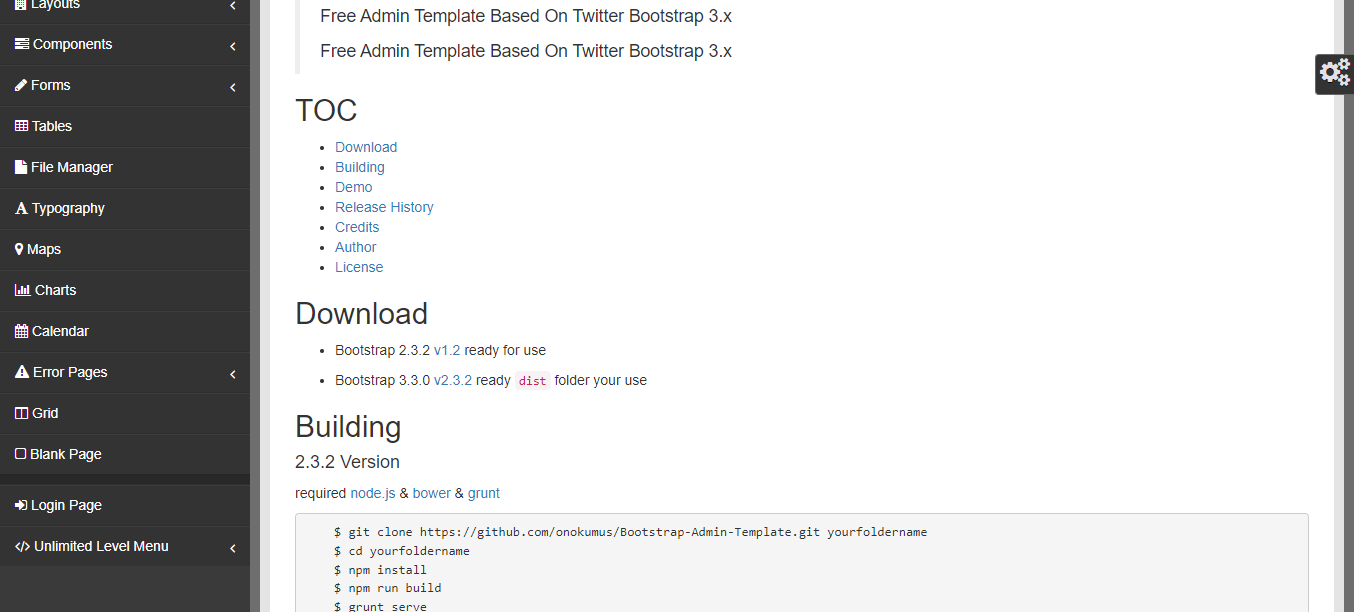 Layouts
Components
Forms
Tables
File Manager
Typography
Maps
Charts
Calendar
Error Pages
Grid
Blank Page
Login Page
Unlimited Level Menu
Free Admin Template Based On Twitter Bootstrap 3.x
Free Admin Template Based On Twitter Bootstrap 3.x
TOC
Download
Building
Demo
Release History
Credits
Author
License
Download
Bootstrap 2.3.2 v1.2 ready for use
Bootstrap 3.3.0 v2.3.2 ready dist folder your use
Building
2.3.2 Version
required node.js & bower & grunt
$ git clone https://github.com/onokumus/Bootstrap-Admin-Template.git yourfoldername
$ cd yourfoldername
$ npm install
$ npm run build
$ grunt serve